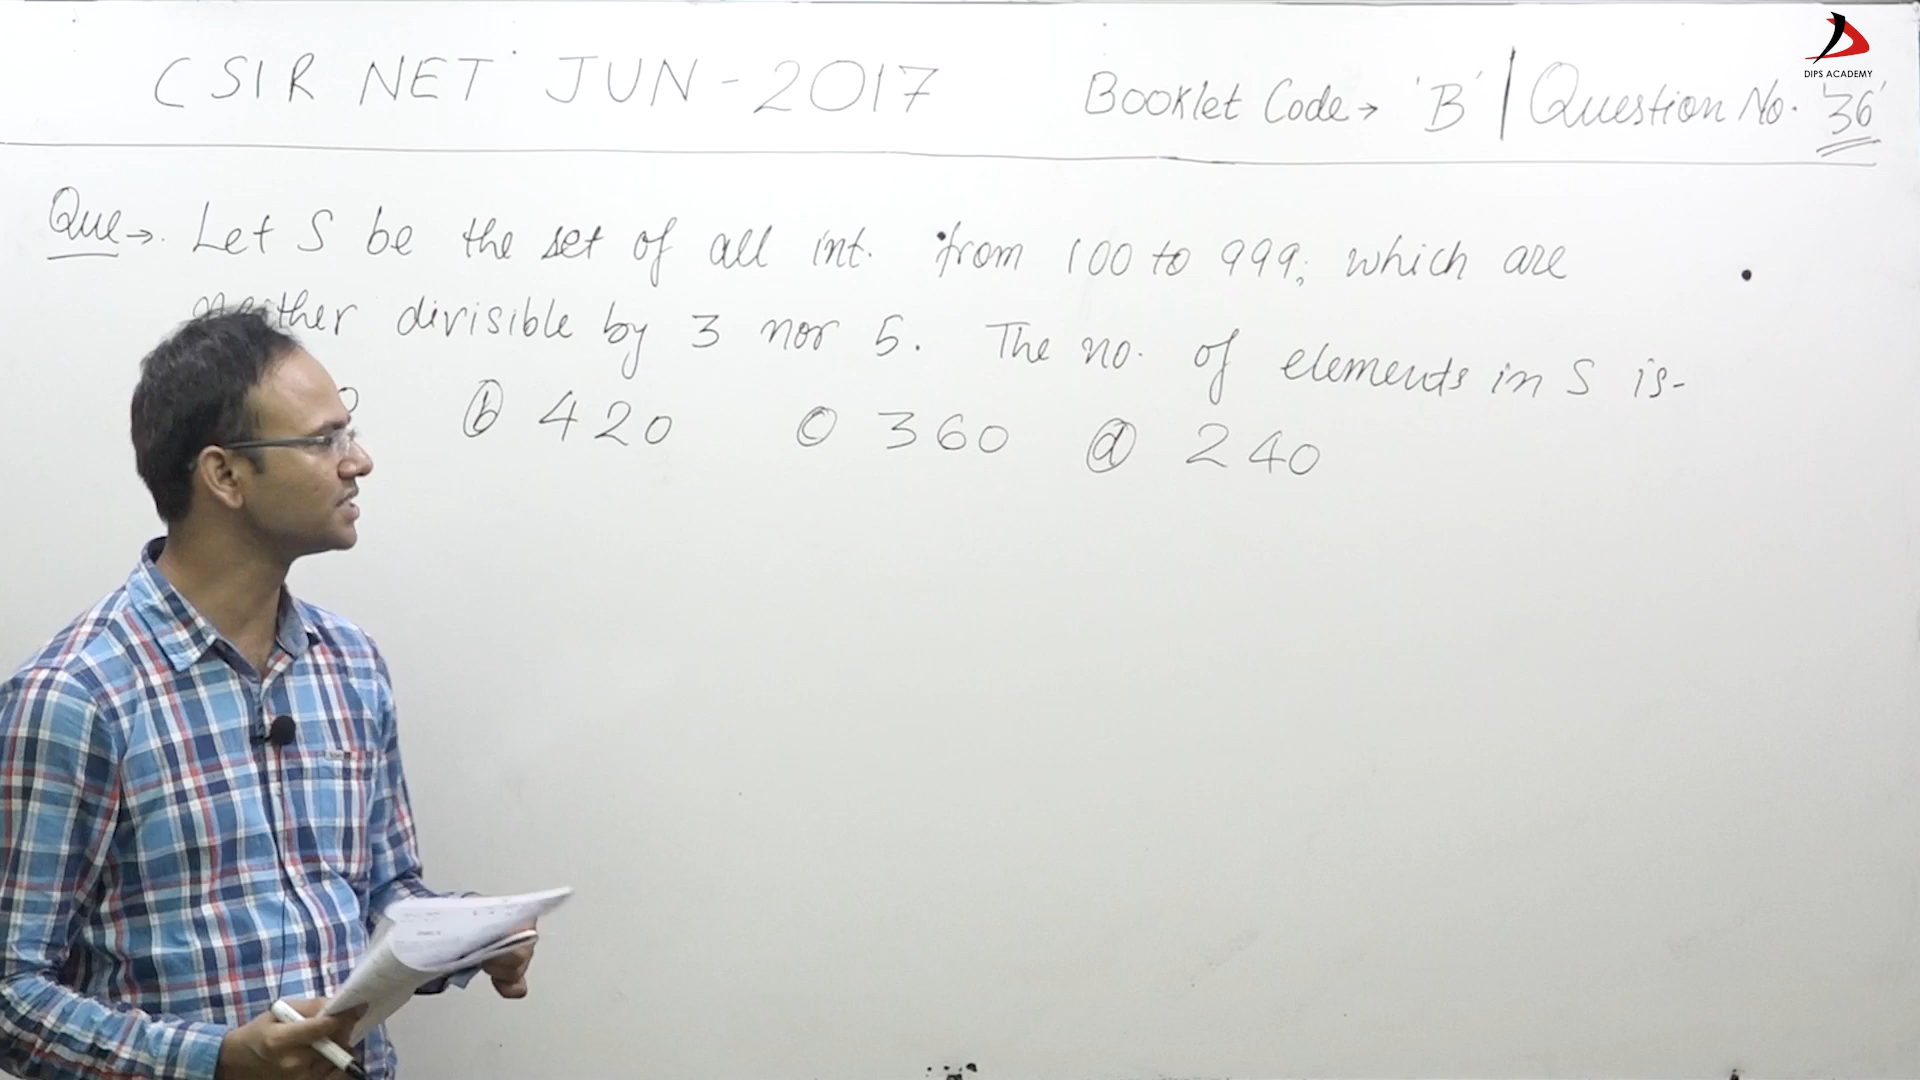 CSIR NET JUN-2017 Booklet Code→ 'B' | Question No. '36'
DIPS ACADEMY
Que→. Let S be the set of all int. from 100 to 999; which are
neither divisible by 3 nor 5. The no. of elements in S is-
ⓑ 420 ⓒ 360 ⓓ 240